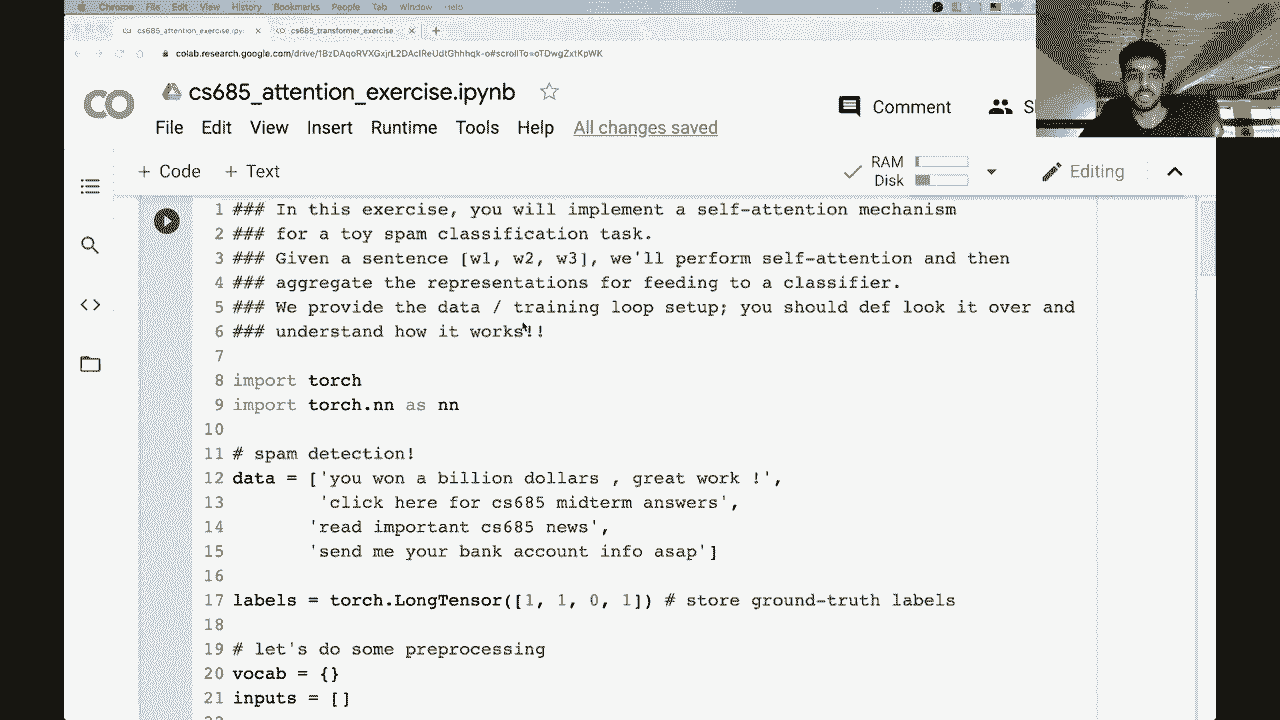 Chrome File Edit View History Bookmarks People Tab Window Help
cs685_attention_exercise.ipy
cs685_transformer_exercise
colab.research.google.com/drive/
CO
cs685_attention_exercise.ipynb
File Edit View Insert Runtime Tools Help All changes saved
Comment
S
+ Code + Text
RAM
Disk
Editing
1 ### In this exercise, you will implement a self-attention mechanism
2 ### for a toy spam classification task.
3 ### Given a sentence [w1, w2, w3], we'll perform self-attention and then
4 ### aggregate the representations for feeding to a classifier.
5 ### We provide the data / training loop setup; you should def look it over and
6 ### understand how it works!!
7
8 import torch
9 import torch.nn as nn
10
11 # spam detection!
12 data = ['you won a billion dollars , great work !',
13 'click here for cs685 midterm answers',
14 'read important cs685 news',
15 'send me your bank account info asap']
16
17 labels = torch.LongTensor([1, 1, 0, 1]) # store ground-truth labels
18
19 # let's do some preprocessing
20 vocab = {}
21 inputs = []